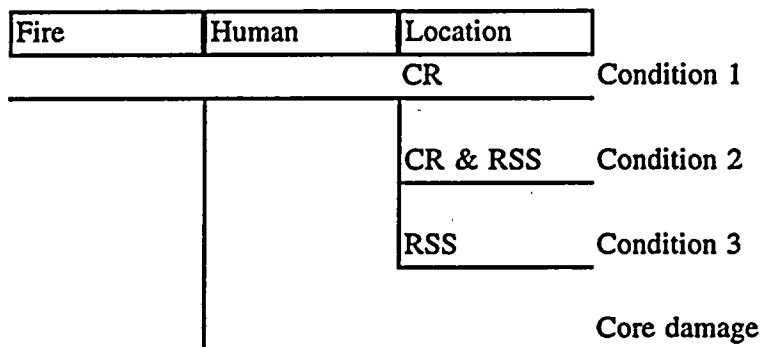 Fire Human Location
CR Condition 1
CR & RSS Condition 2
RSS Condition 3
Core damage